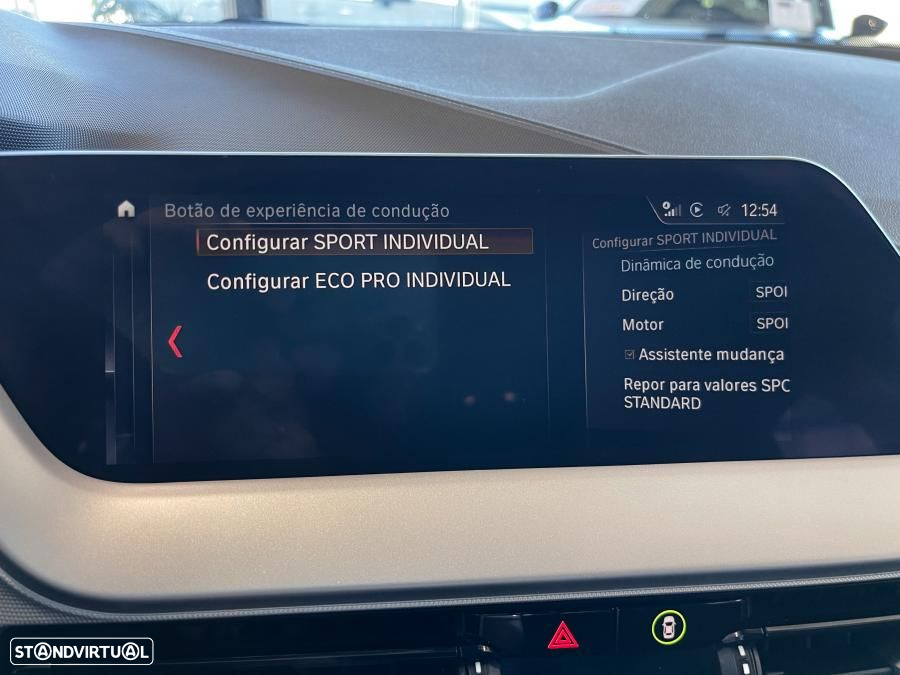 Botão de experiência de condução
12:54
Configurar SPORT INDIVIDUAL
Configurar ECO PRO INDIVIDUAL
Configurar SPORT INDIVIDUAL
Dinâmica de condução
Direção SPOI
Motor SPOI
Assistente mudança
Repor para valores SPC
STANDARD
STANDVIRTUAL